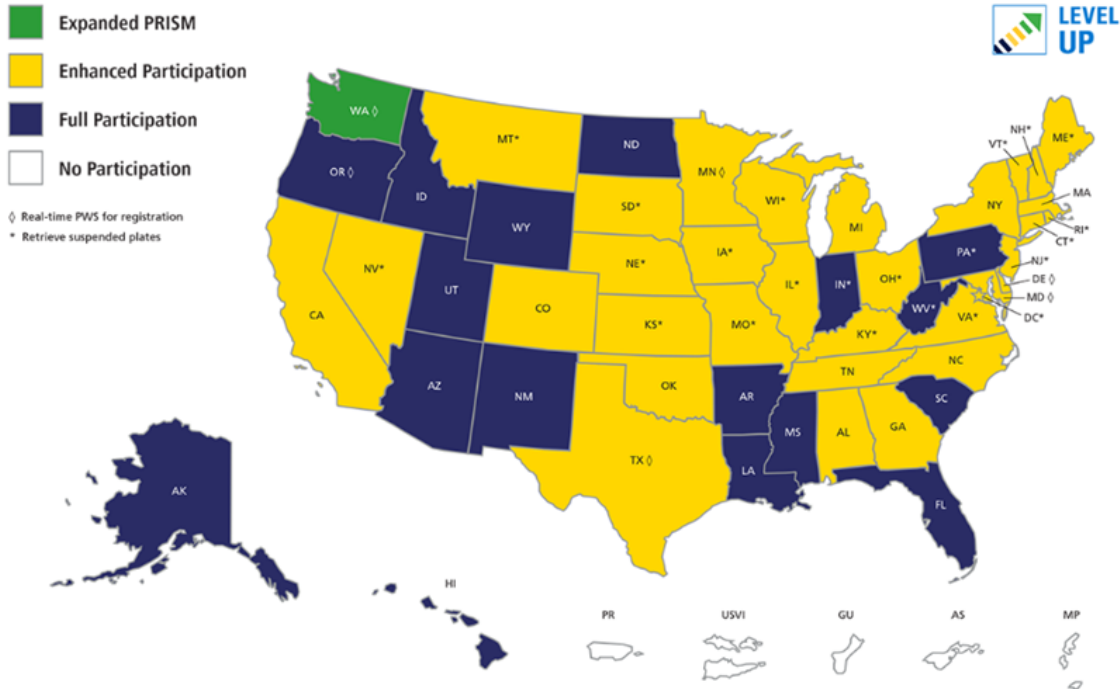 Expanded PRISM
LEVEL
UP
Enhanced Participation
Full Participation
No Participation
◊ Real-time PWS for registration
* Retrieve suspended plates
WA ◊
MT*
ND
MN ◊
NH*
VT*
ME*
OR ◊
ID
SD*
WI*
MI
NY
MA
RI*
CT*
WY
IA*
PA*
NJ*
NV*
NE*
IL*
IN*
OH*
DE ◊
UT
MD ◊
CA
CO
KS*
MO*
WV*
VA*
DC*
KY*
NC
TN
AZ
NM
OK
AR
SC
MS
AL
GA
TX ◊
LA
FL
AK
HI
PR
USVI
GU
AS
MP